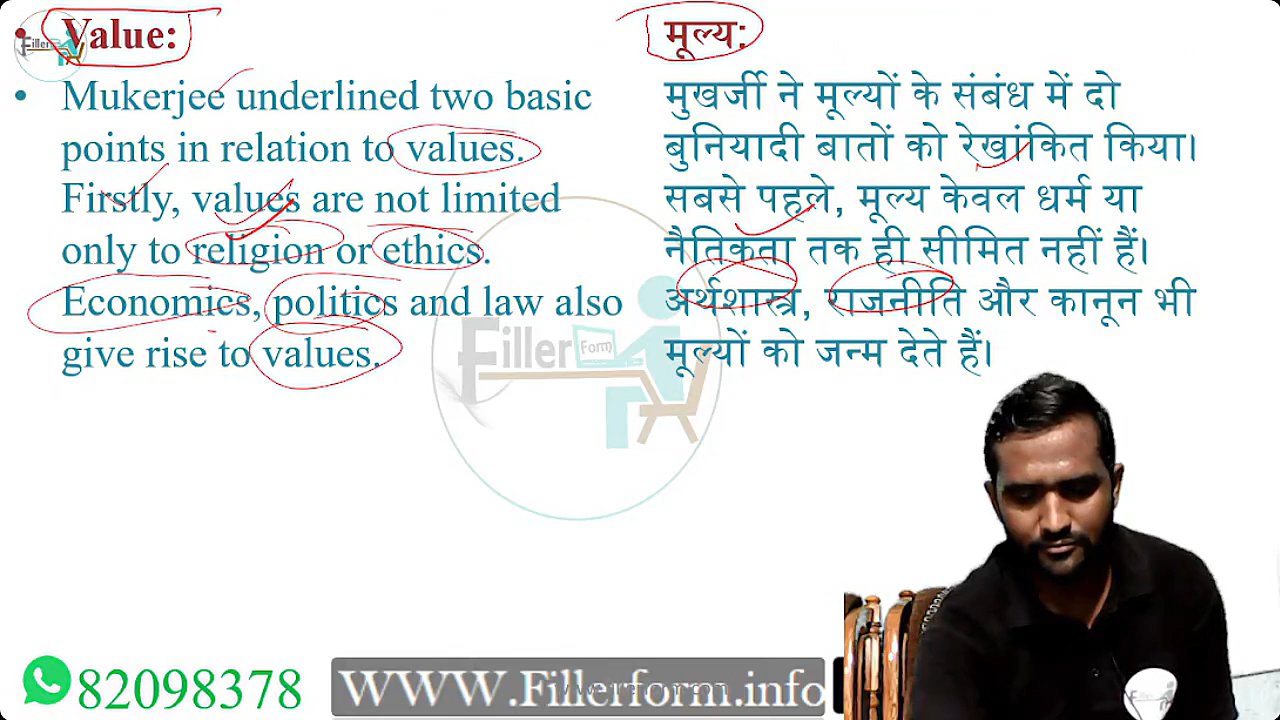 • Value:
• Mukerjee underlined two basic
points in relation to values.
Firstly, values are not limited
only to religion or ethics.
Economics, politics and law also
give rise to values.
मूल्य:
मुखर्जी ने मूल्यों के संबंध में दो
बुनियादी बातों को रेखांकित किया।
सबसे पहले, मूल्य केवल धर्म या
नैतिकता तक ही सीमित नहीं हैं।
अर्थशास्त्र, राजनीति और कानून भी
मूल्यों को जन्म देते हैं।
Filler Form
82098378
WWW.Fillerform.info